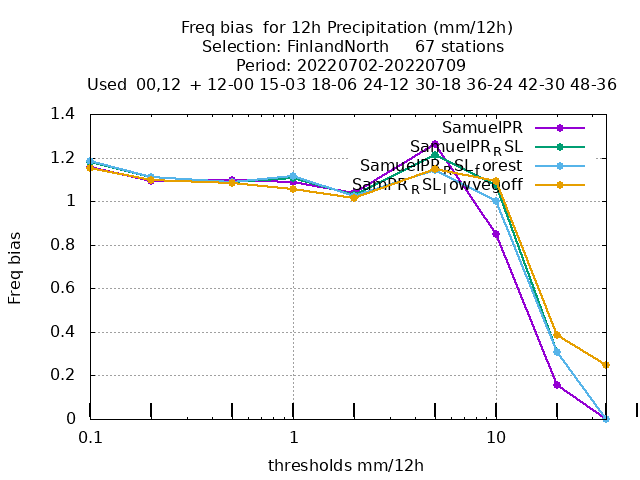 Freq bias for 12h Precipitation (mm/12h)
Selection: FinlandNorth 67 stations
Period: 20220702-20220709
Used 00,12 + 12-00 15-03 18-06 24-12 30-18 36-24 42-30 48-36
SamuelPR
SamuelPR_RSL
SamuelPR_RSL_forest
SamPR_RSL_lowvegoff
1.4
1.2
1
0.8
0.6
0.4
0.2
0
Freq bias
0.1 1 10
thresholds mm/12h